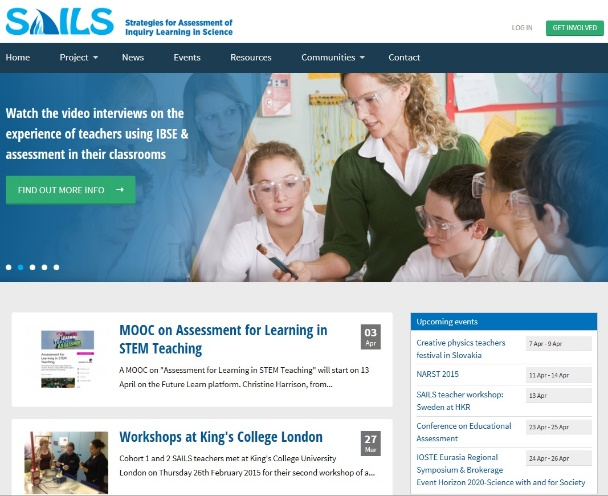 SAILS
Strategies for Assessment of
Inquiry Learning in Science
LOG IN
GET INVOLVED
Home
Project
News
Events
Resources
Communities
Contact
Watch the video interviews on the
experience of teachers using IBSE &
assessment in their classrooms
FIND OUT MORE INFO →
MOOC on Assessment for Learning in
STEM Teaching
03
Apr
A MOOC on "Assessment for Learning in STEM Teaching" will start on 13
April on the Future Learn platform. Christine Harrison, from...
Workshops at King's College London
27
Mar
Cohort 1 and 2 SAILS teachers met at King's College University
London on Thursday 26th February 2015 for their second workshop of a...
Upcoming events
Creative physics teachers
festival in Slovakia
7 Apr - 9 Apr
NARST 2015
11 Apr - 14 Apr
SAILS teacher workshop:
Sweden at HKR
13 Apr
Conference on Educational
Assessment
23 Apr - 25 Apr
IOSTE Eurasia Regional
Symposium & Brokerage
Event Horizon 2020-Science with and for Society
24 Apr - 26 Apr